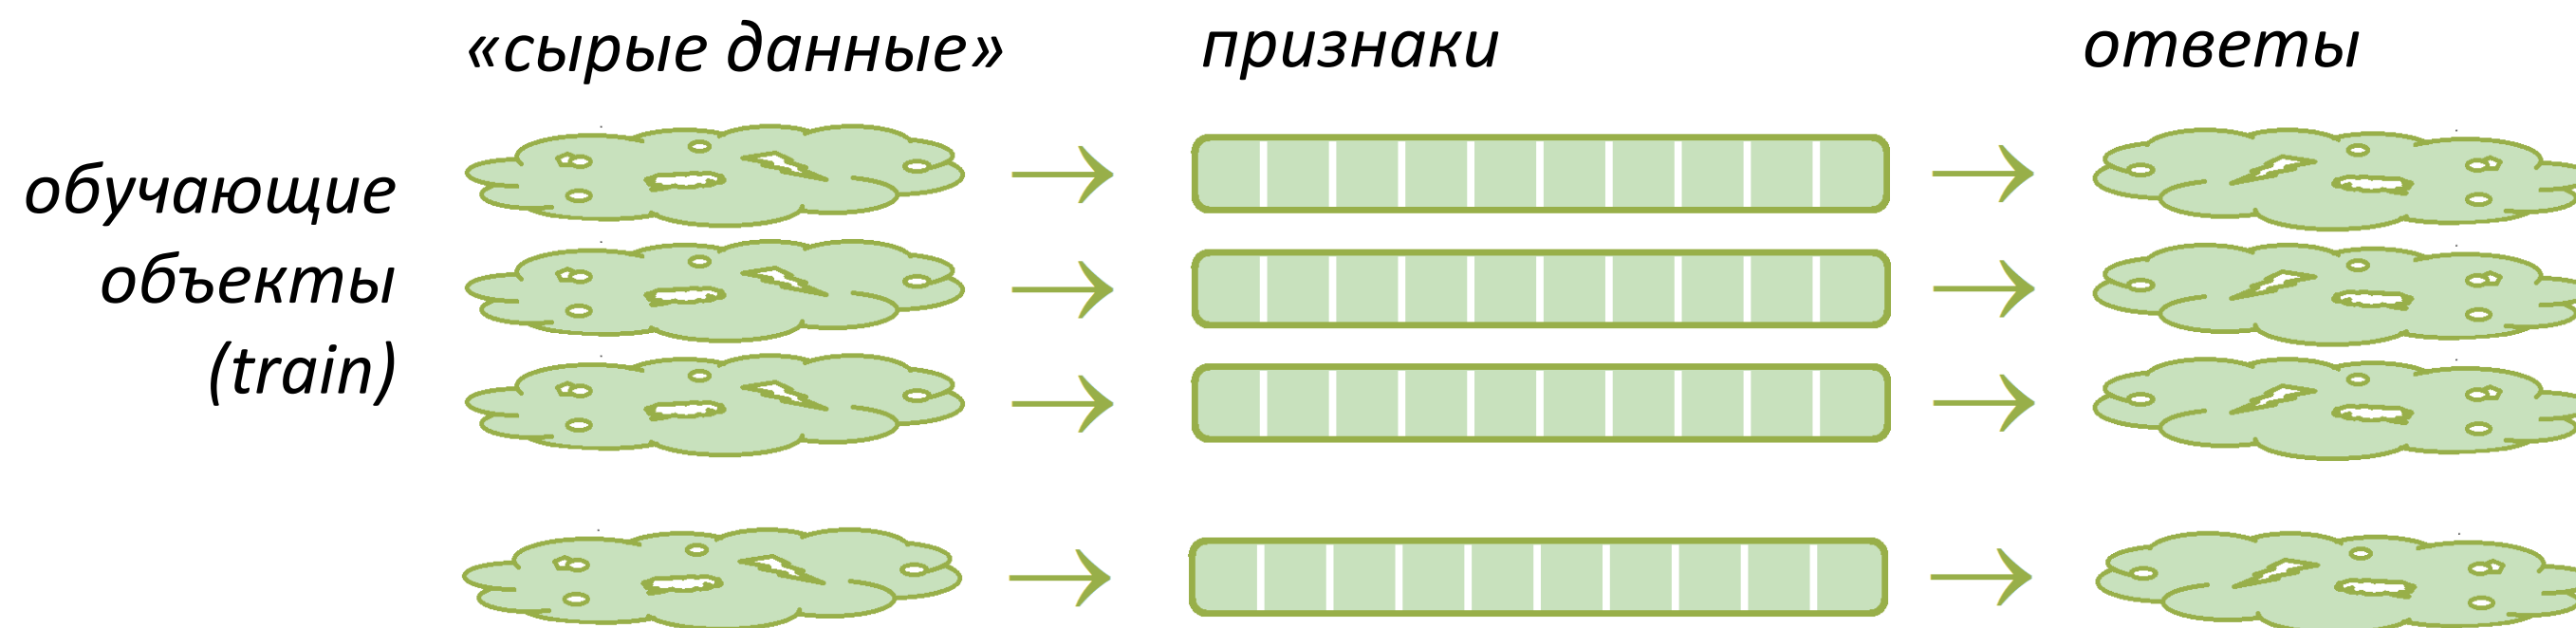 «сырые данные»
признаки
ответы
обучающие
объекты
(train)